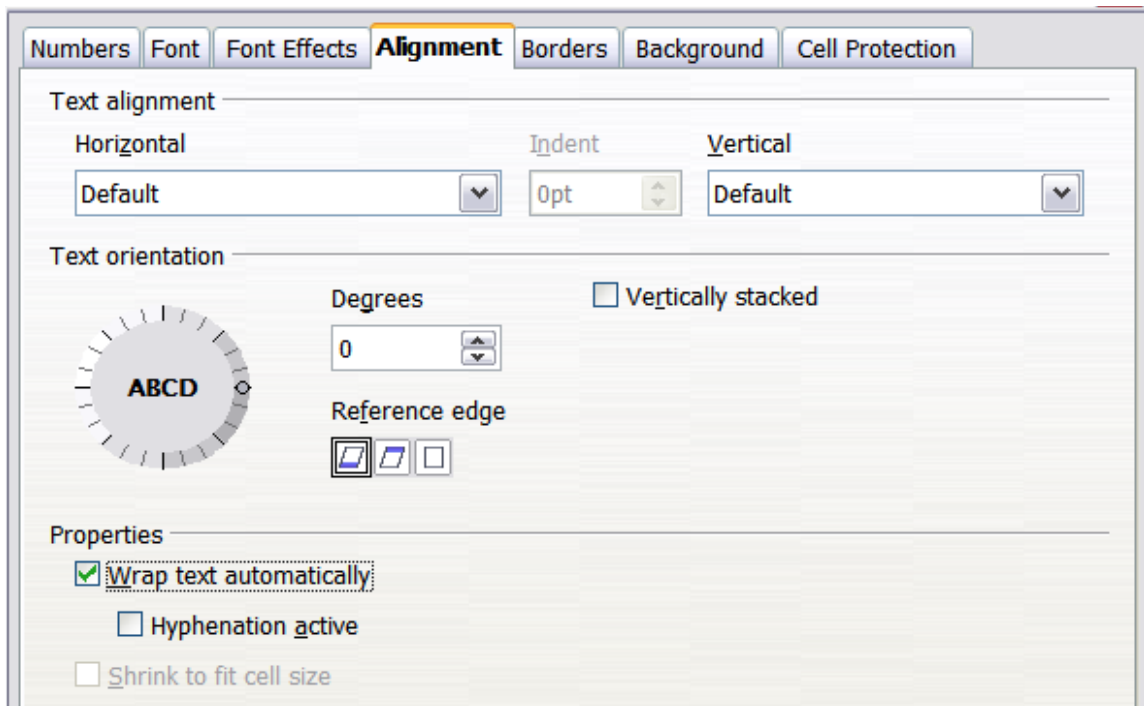 Numbers Font Font Effects Alignment Borders Background Cell Protection
Text alignment
Horizontal Indent Vertical
Default 0pt Default
Text orientation
Degrees Vertically stacked
0
ABCD
Reference edge
Properties
Wrap text automatically
Hyphenation active
Shrink to fit cell size